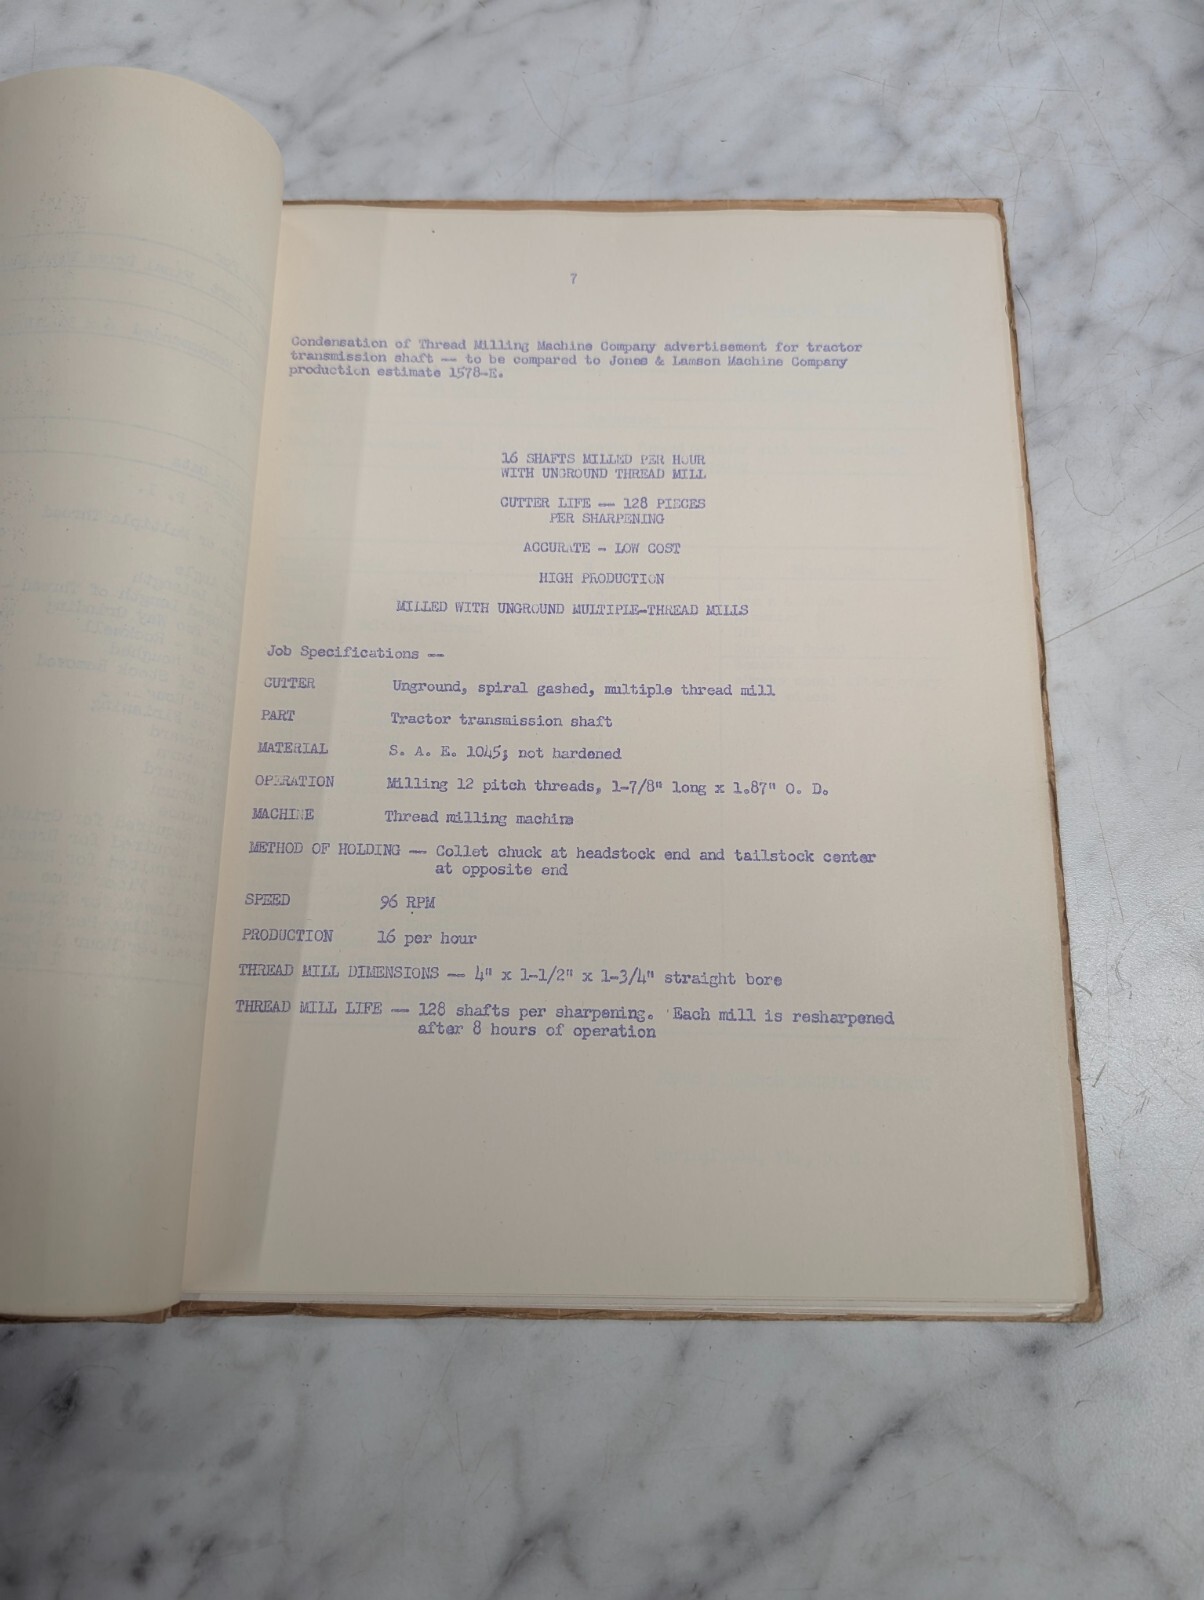 7
Condensation of Thread Milling Machine Company advertisement for tractor
transmission shaft -- to be compared to Jones & Lamson Machine Company
production estimate 1578-E.
16 SHAFTS MILLED PER HOUR
WITH UNGROUND THREAD MILL
CUTTER LIFE -- 128 PIECES
PER SHARPENING
ACCURATE - LOW COST
HIGH PRODUCTION
MILLED WITH UNGROUND MULTIPLE-THREAD MILLS
Job Specifications --
CUTTER Unground, spiral gashed, multiple thread mill
PART Tractor transmission shaft
MATERIAL S. A. E. 1045; not hardened
OPERATION Milling 12 pitch threads, 1-7/8" long x 1.87" O. D.
MACHINE Thread milling machine
METHOD OF HOLDING -- Collet chuck at headstock end and tailstock center
at opposite end
SPEED 96 RPM
PRODUCTION 16 per hour
THREAD MILL DIMENSIONS -- 4" x 1-1/2" x 1-3/4" straight bore
THREAD MILL LIFE -- 128 shafts per sharpening. Each mill is resharpened
after 8 hours of operation